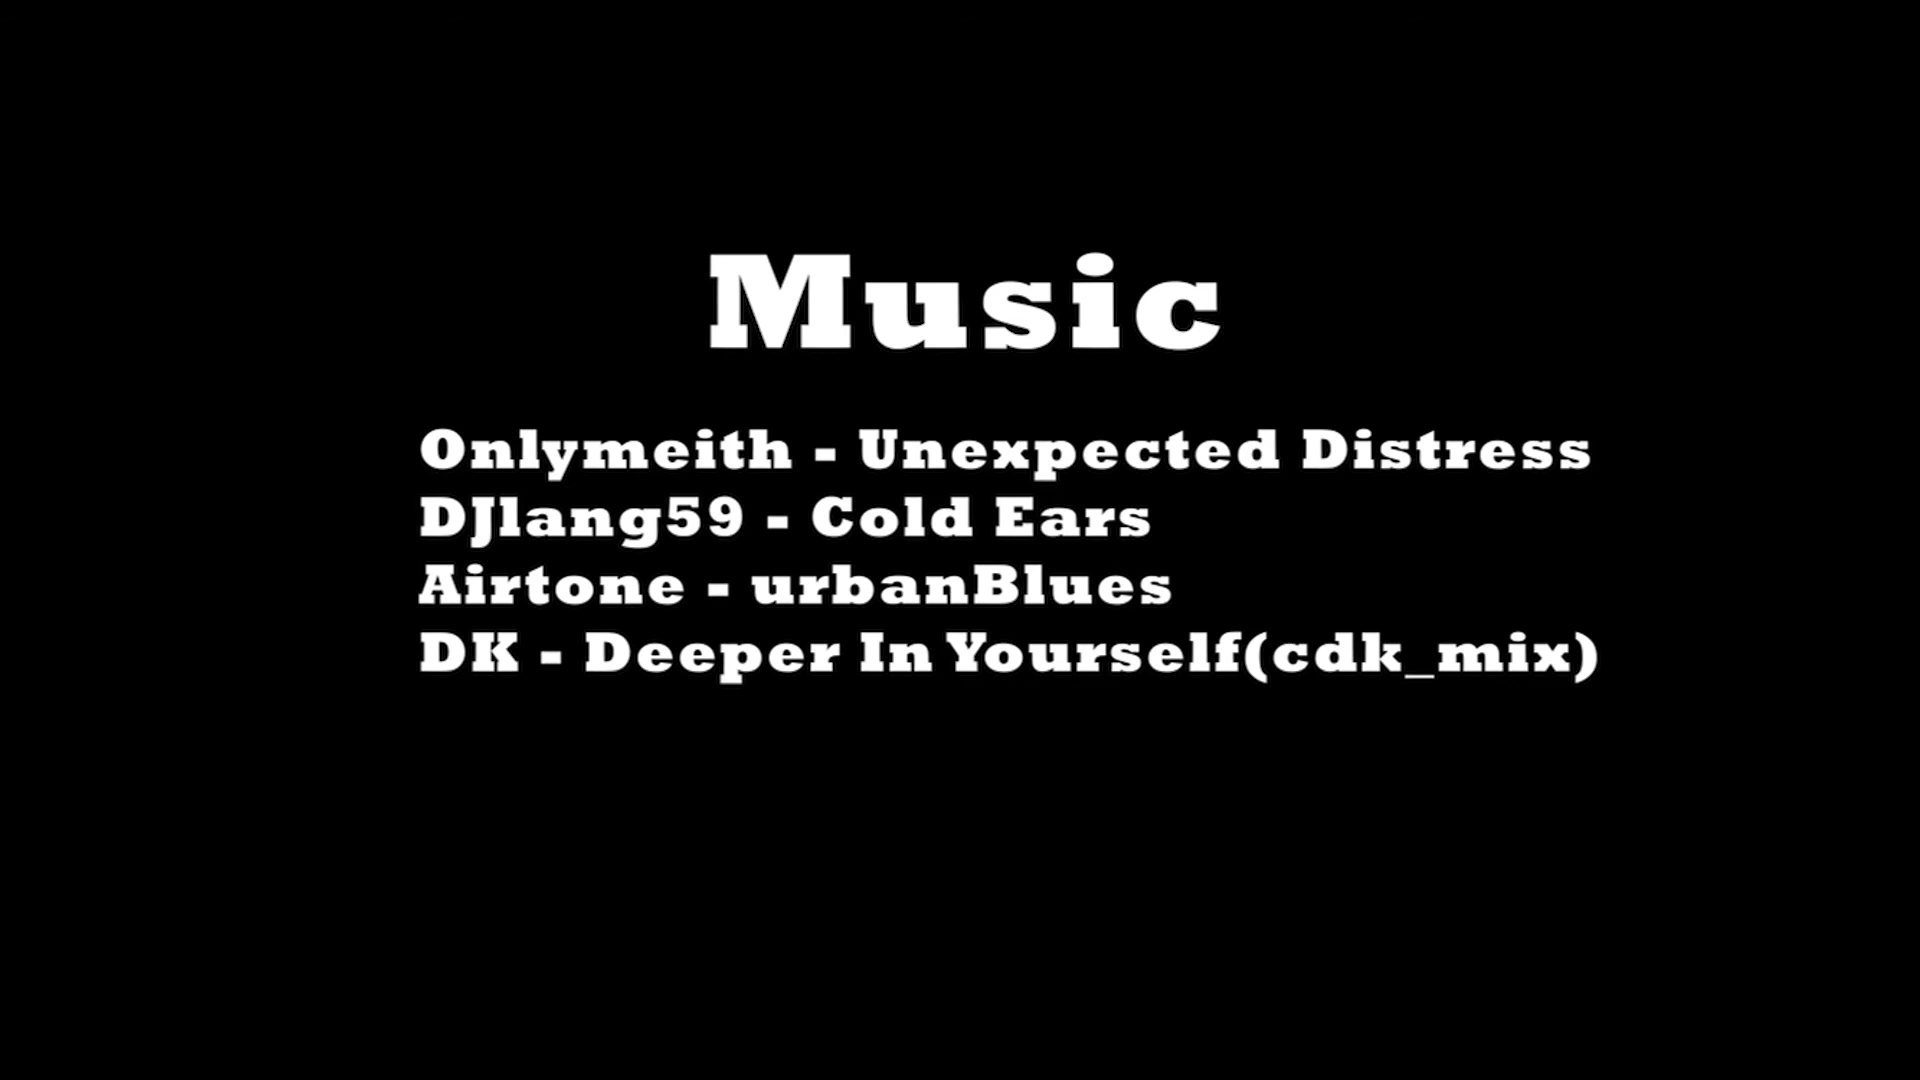 Music
Onlymeith - Unexpected Distress
DJlang59 - Cold Ears
Airtone - urbanBlues
DK - Deeper In Yourself(cdk_mix)